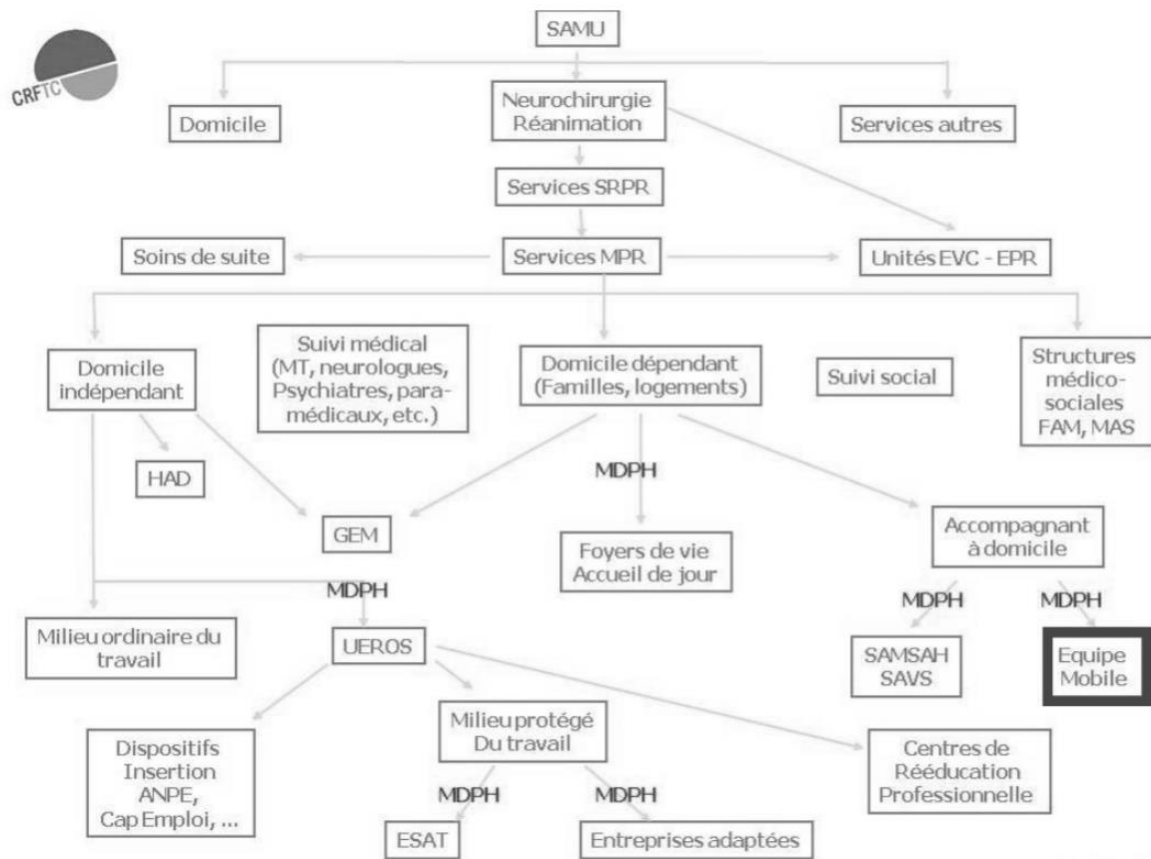 SAMU
CRFTC
Domicile
Neurochirurgie
Réanimation
Services autres
Services SRPR
Soins de suite
Services MPR
Unités EVC - EPR
Domicile
indépendant
Suivi médical
(MT, neurologues,
Psychiatres, para-
médicaux, etc.)
Domicile dépendant
(Familles, logements)
Suivi social
Structures
médico-
sociales
FAM, MAS
HAD
MDPH
GEM
Foyers de vie
Accueil de jour
Accompagnant
à domicile
MDPH
MDPH
MDPH
Milieu ordinaire du
travail
UEROS
SAMSAH
SAVS
Equipe
Mobile
Dispositifs
Insertion
ANPE,
Cap Emploi, ...
Milieu protégé
Du travail
Centres de
Rééducation
Professionnelle
MDPH
MDPH
ESAT
Entreprises adaptées